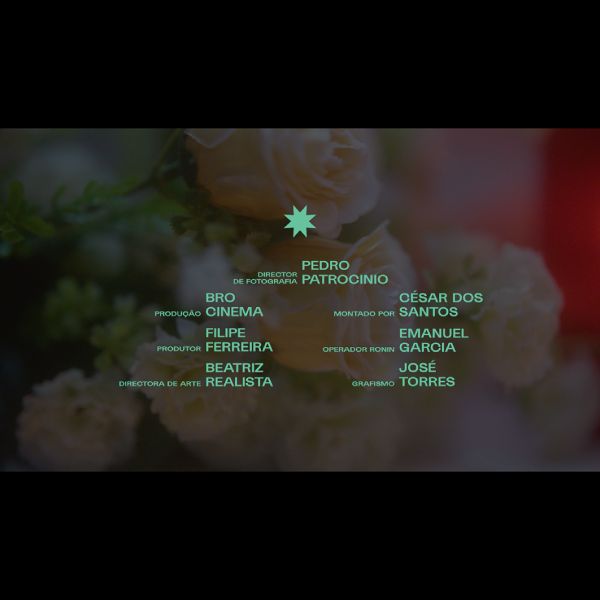 DIRECTOR
DE FOTOGRAFIA
PEDRO
PATROCINIO
PRODUÇÃO
BRO
CINEMA
MONTADO POR
CÉSAR DOS
SANTOS
PRODUTOR
FILIPE
FERREIRA
OPERADOR RONIN
EMANUEL
GARCIA
DIRECTORA DE ARTE
BEATRIZ
REALISTA
GRAFISMO
JOSÉ
TORRES